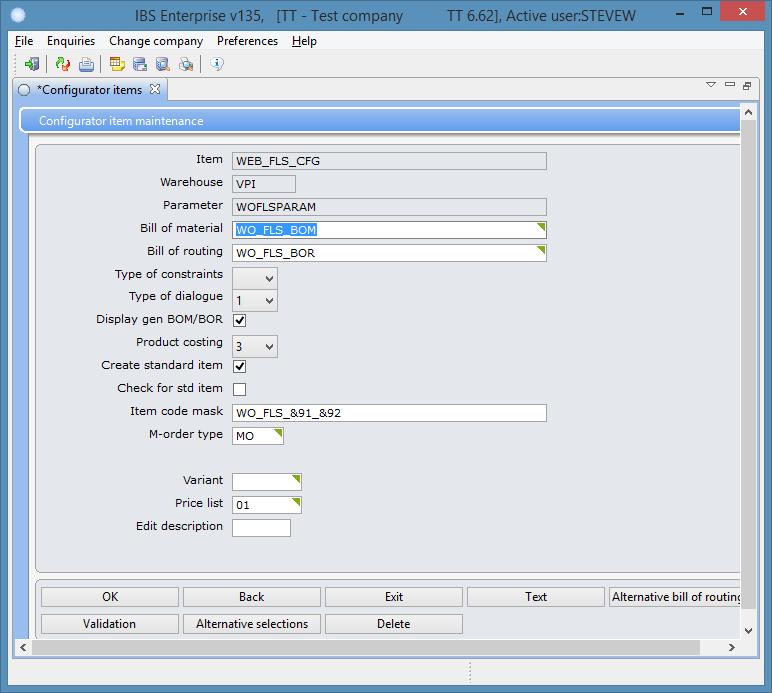 IBS Enterprise v135, [TT - Test company TT 6.62], Active user:STEVEW
File Enquiries Change company Preferences Help
*Configurator items
Configurator item maintenance
Item WEB_FLS_CFG
Warehouse VPI
Parameter WOFLSPARAM
Bill of material WO_FLS_BOM
Bill of routing WO_FLS_BOR
Type of constraints
Type of dialogue 1
Display gen BOM/BOR
Product costing 3
Create standard item
Check for std item
Item code mask WO_FLS_&91_&92
M-order type MO
Variant
Price list 01
Edit description
OK Back Exit Text Alternative bill of routing
Validation Alternative selections Delete